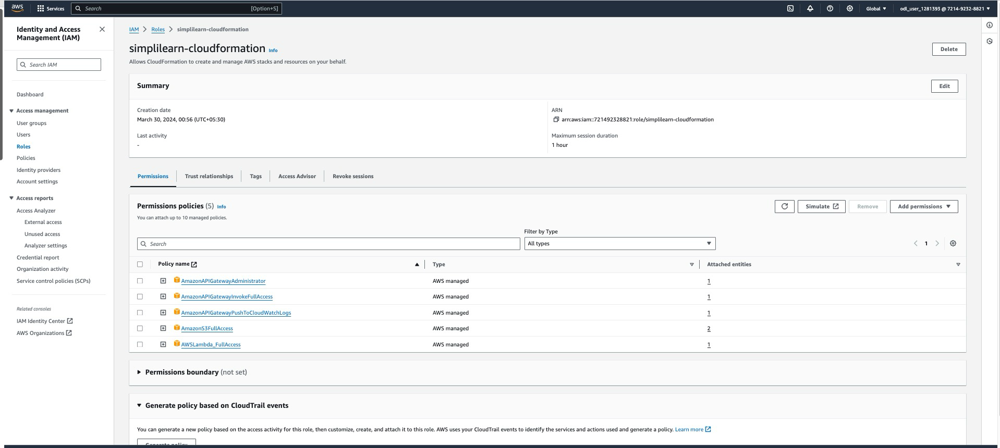 aws Services Search [Option+S] Global odl_user_1281393 @ 7214-9232-8821
Identity and Access
Management (IAM)
Search IAM
Dashboard
Access management
User groups
Users
Roles
Policies
Identity providers
Account settings
Access reports
Access Analyzer
External access
Unused access
Analyzer settings
Credential report
Organization activity
Service control policies (SCPs)
Related consoles
IAM Identity Center
AWS Organizations
IAM > Roles > simplilearn-cloudformation
simplilearn-cloudformation Info
Delete
Allows CloudFormation to create and manage AWS stacks and resources on your behalf.
Summary
Edit
Creation date
March 30, 2024, 00:56 (UTC+05:30)
Last activity
-
ARN
arn:aws:iam::721492328821:role/simplilearn-cloudformation
Maximum session duration
1 hour
Permissions Trust relationships Tags Access Advisor Revoke sessions
Permissions policies (5) Info
You can attach up to 10 managed policies.
Simulate Remove Add permissions
Filter by Type
Search All types 1
Policy name Type Attached entities
AmazonAPIGatewayAdministrator AWS managed 1
AmazonAPIGatewayInvokeFullAccess AWS managed 1
AmazonAPIGatewayPushToCloudWatchLogs AWS managed 1
AmazonS3FullAccess AWS managed 2
AWSLambda_FullAccess AWS managed 1
Permissions boundary (not set)
Generate policy based on CloudTrail events
You can generate a new policy based on the access activity for this role, then customize, create, and attach it to this role. AWS uses your CloudTrail events to identify the services and actions used and generate a policy. Learn more
Generate policy